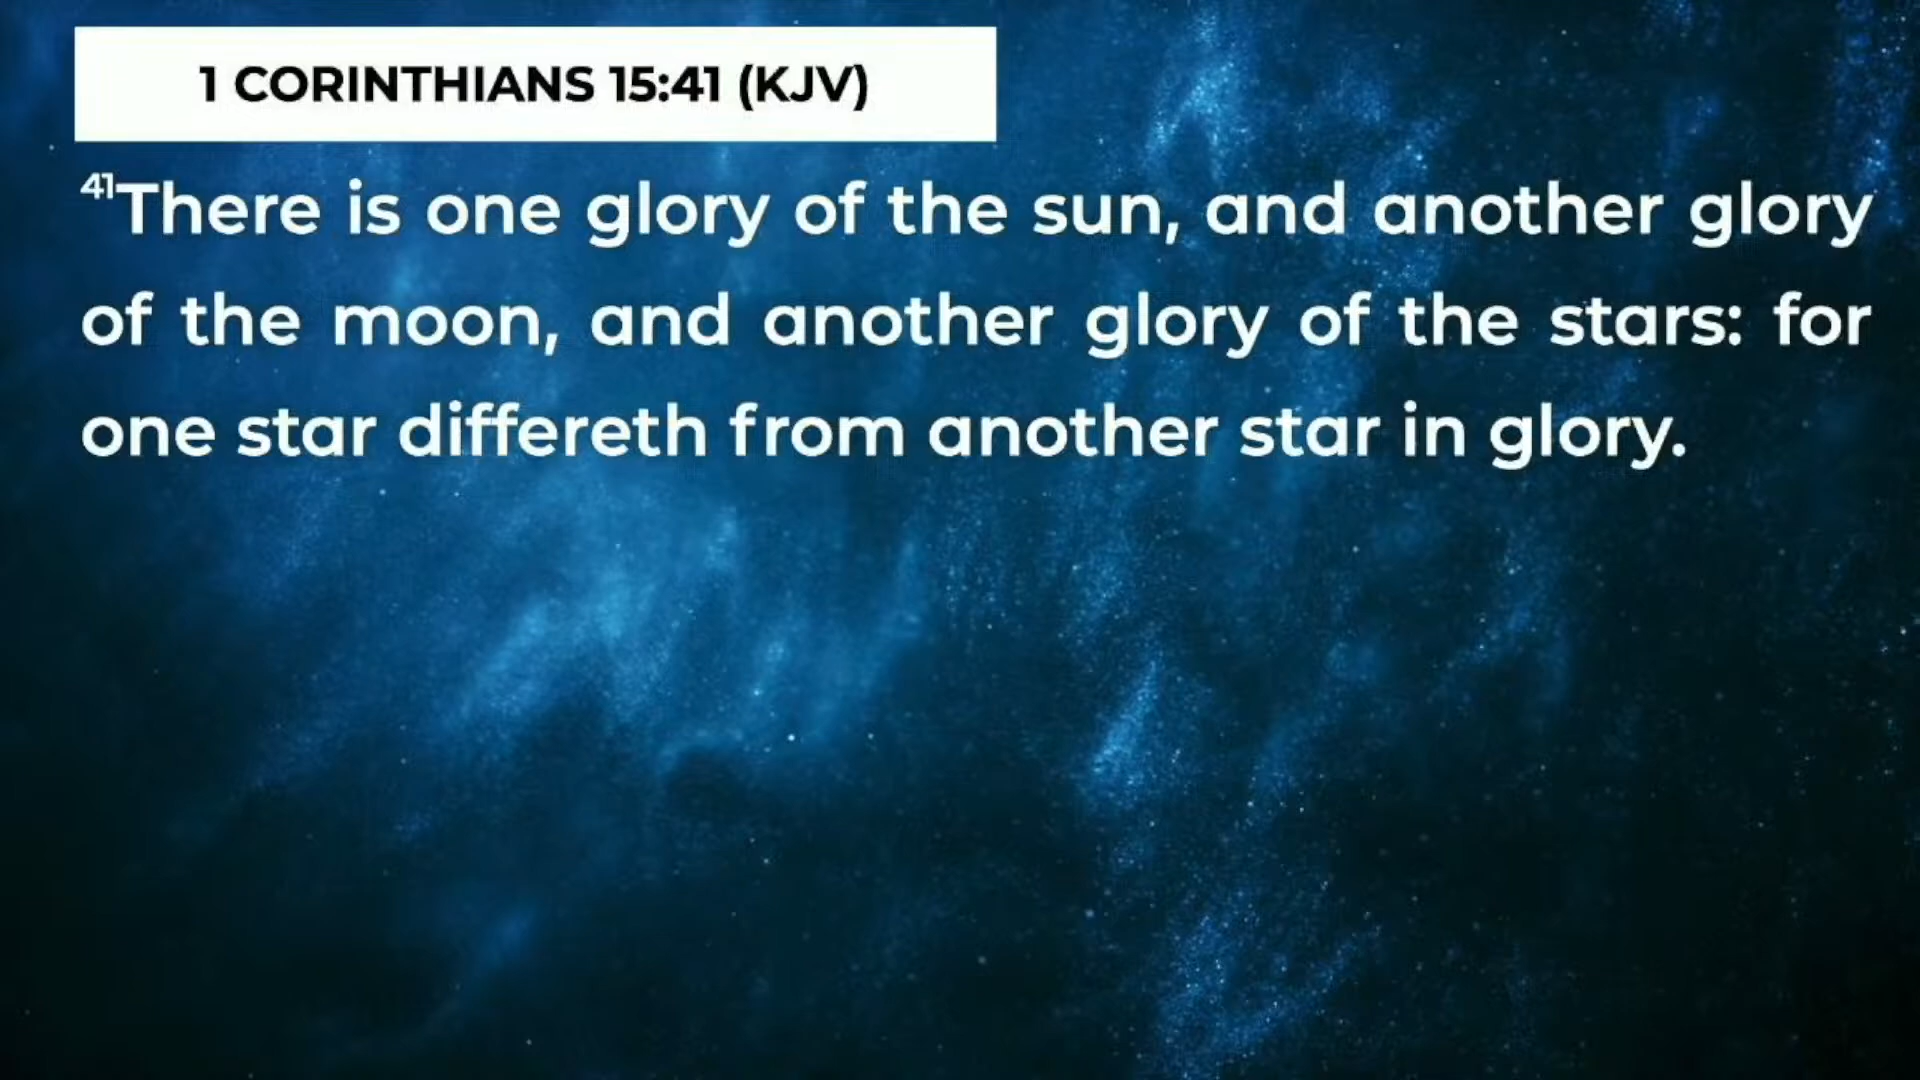 1 CORINTHIANS 15:41 (KJV)
41There is one glory of the sun, and another glory
of the moon, and another glory of the stars: for
one star differeth from another star in glory.